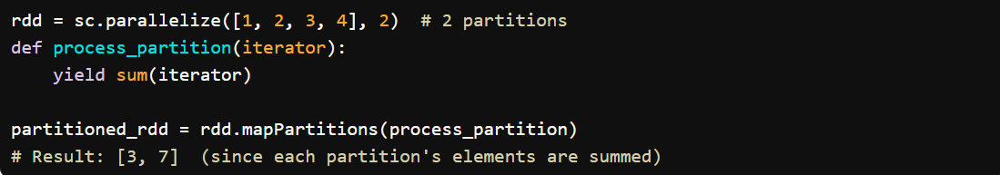 rdd = sc.parallelize([1, 2, 3, 4], 2)  # 2 partitions
def process_partition(iterator):
    yield sum(iterator)

partitioned_rdd = rdd.mapPartitions(process_partition)
# Result: [3, 7]  (since each partition's elements are summed)